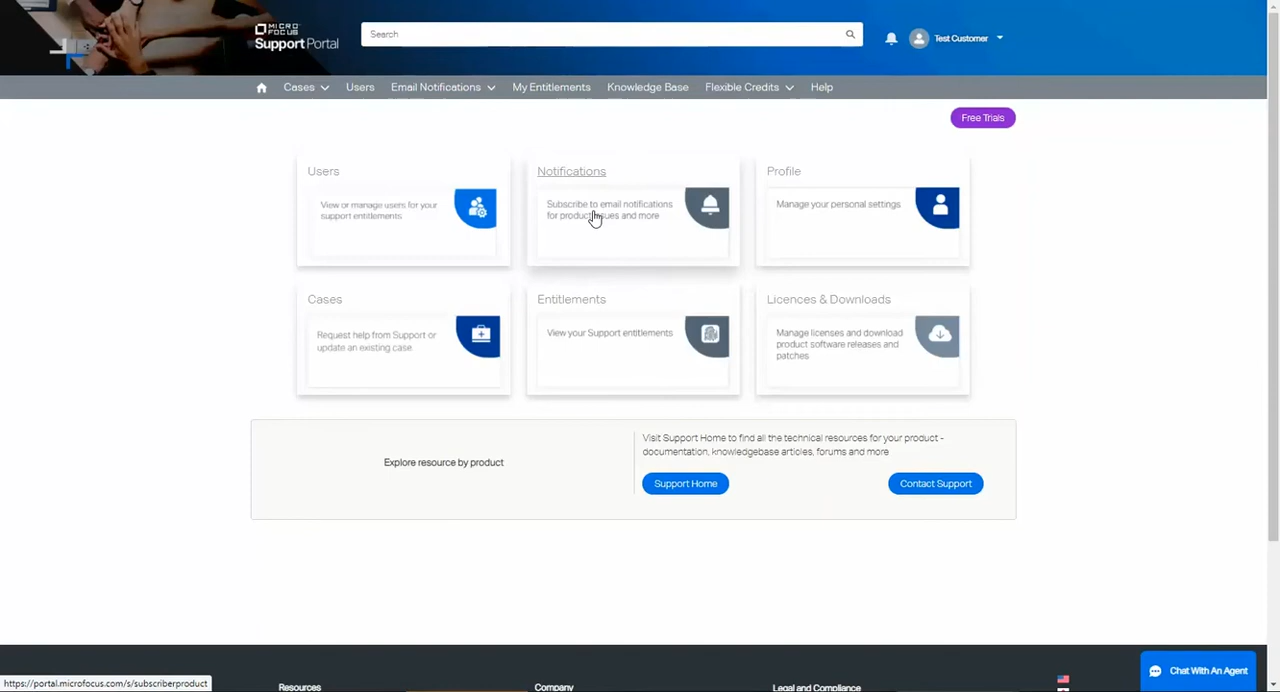 MICRO
FOCUS
Support Portal
Search
Test Customer
Cases
Users
Email Notifications
My Entitlements
Knowledge Base
Flexible Credits
Help
Free Trials
Users
View or manage users for your
support entitlements
Notifications
Subscribe to email notifications
for product issues and more
Profile
Manage your personal settings
Cases
Request help from Support or
update an existing case.
Entitlements
View your Support entitlements
Licences & Downloads
Manage licenses and download
product software releases and
patches
Explore resource by product
Visit Support Home to find all the technical resources for your product -
documentation, knowledgebase articles, forums and more
Support Home
Contact Support
Chat With An Agent
https://portal.microfocus.com/s/subscriberproduct
Resources
Company
Legal and Compliance